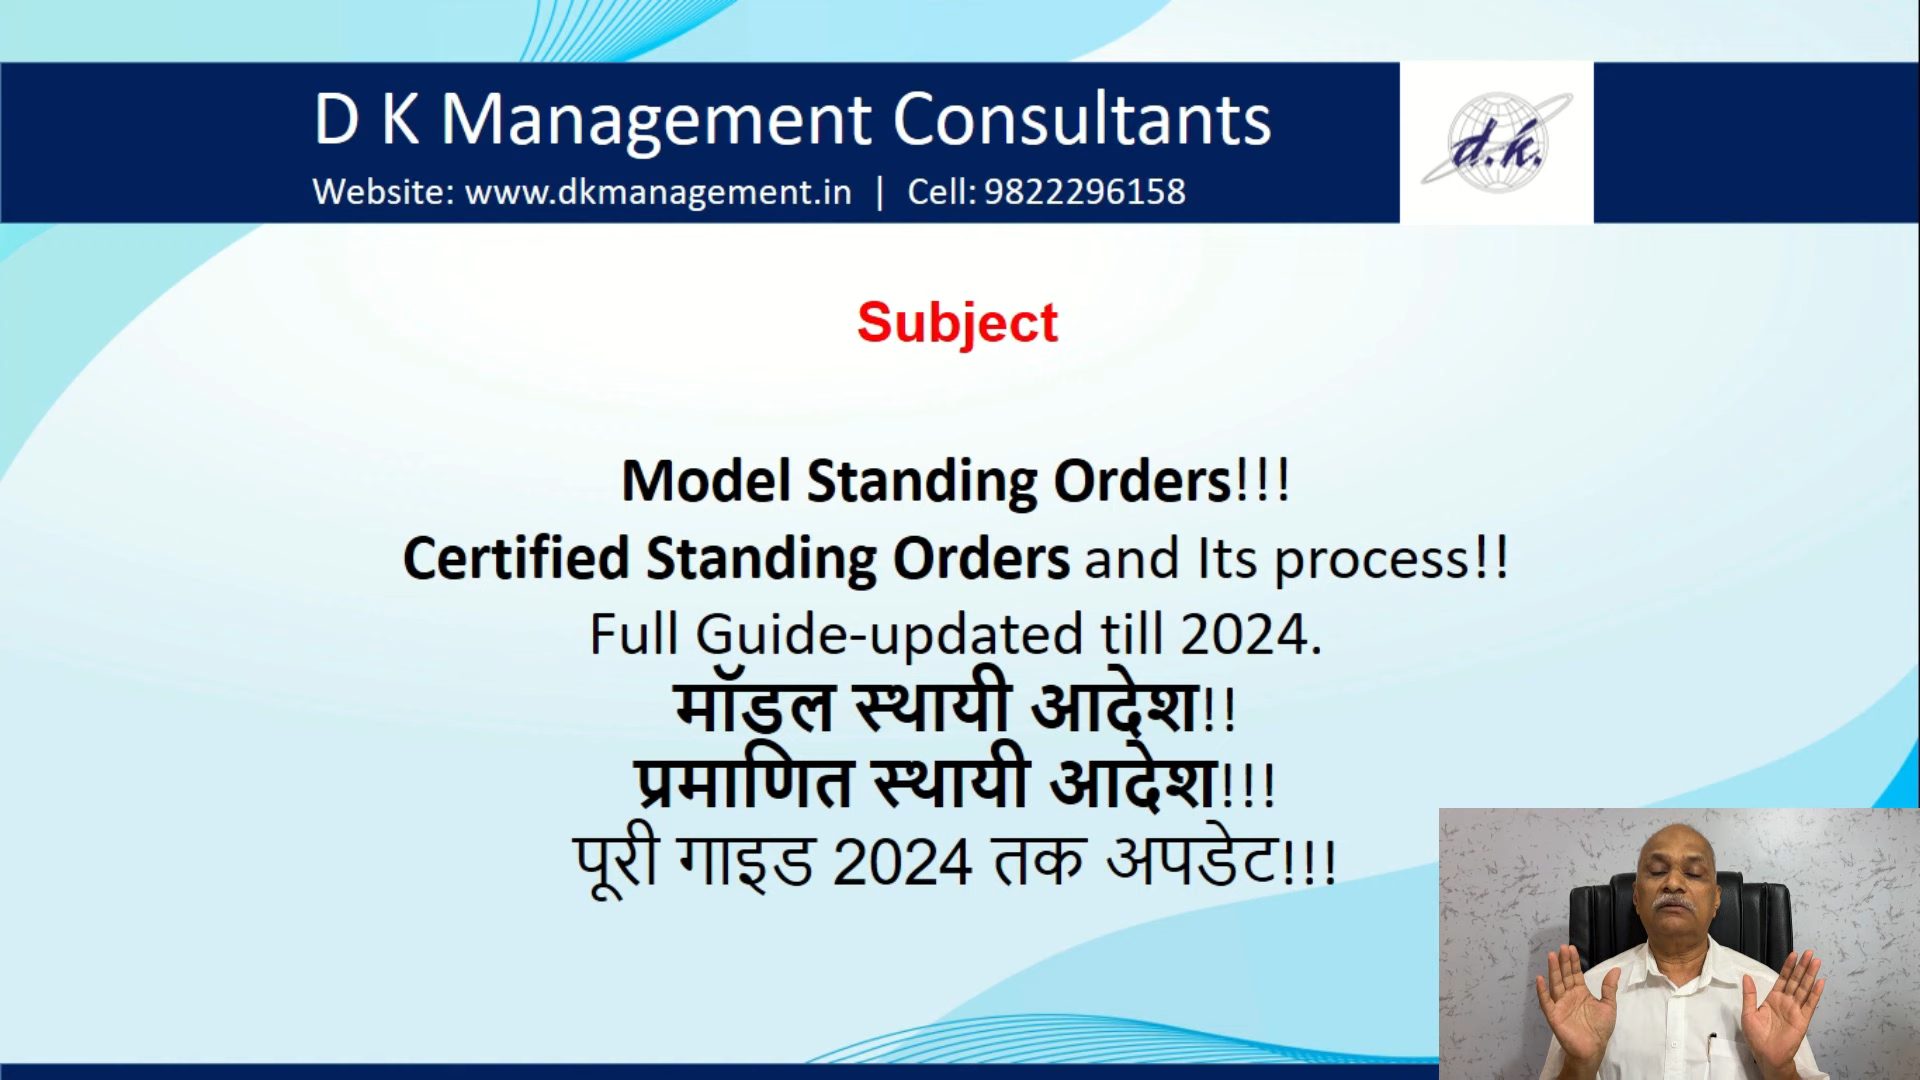 D K Management Consultants
Website: www.dkmanagement.in | Cell: 9822296158
d.k.
Subject
Model Standing Orders!!!
Certified Standing Orders and Its process!!
Full Guide-updated till 2024.
मॉडल स्थायी आदेश!!
प्रमाणित स्थायी आदेश!!!
पूरी गाइड 2024 तक अपडेट!!!